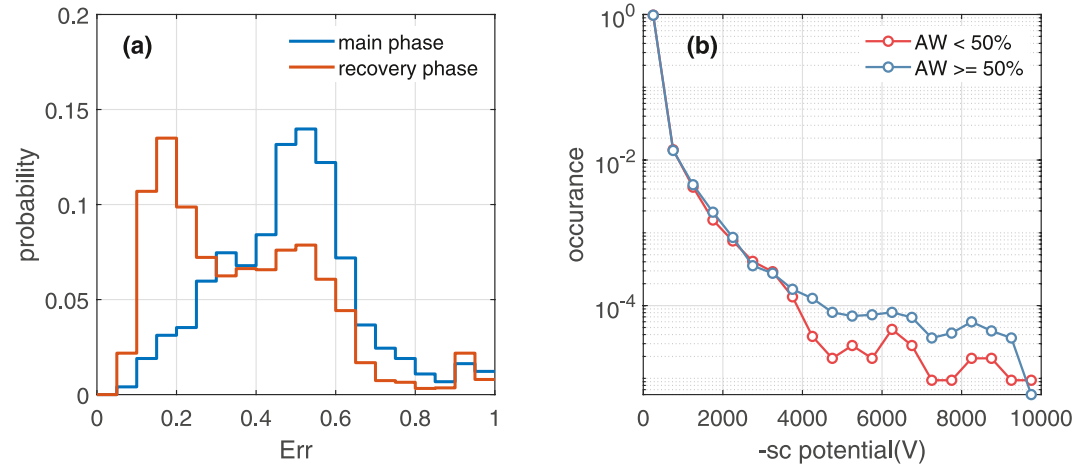 (a)
main phase
recovery phase
probability
0.2
0.15
0.1
0.05
0
0 0.2 0.4 0.6 0.8 1
Err
(b)
AW < 50%
AW >= 50%
occurance
10^0
10^-2
10^-4
0 2000 4000 6000 8000 10000
-sc potential(V)